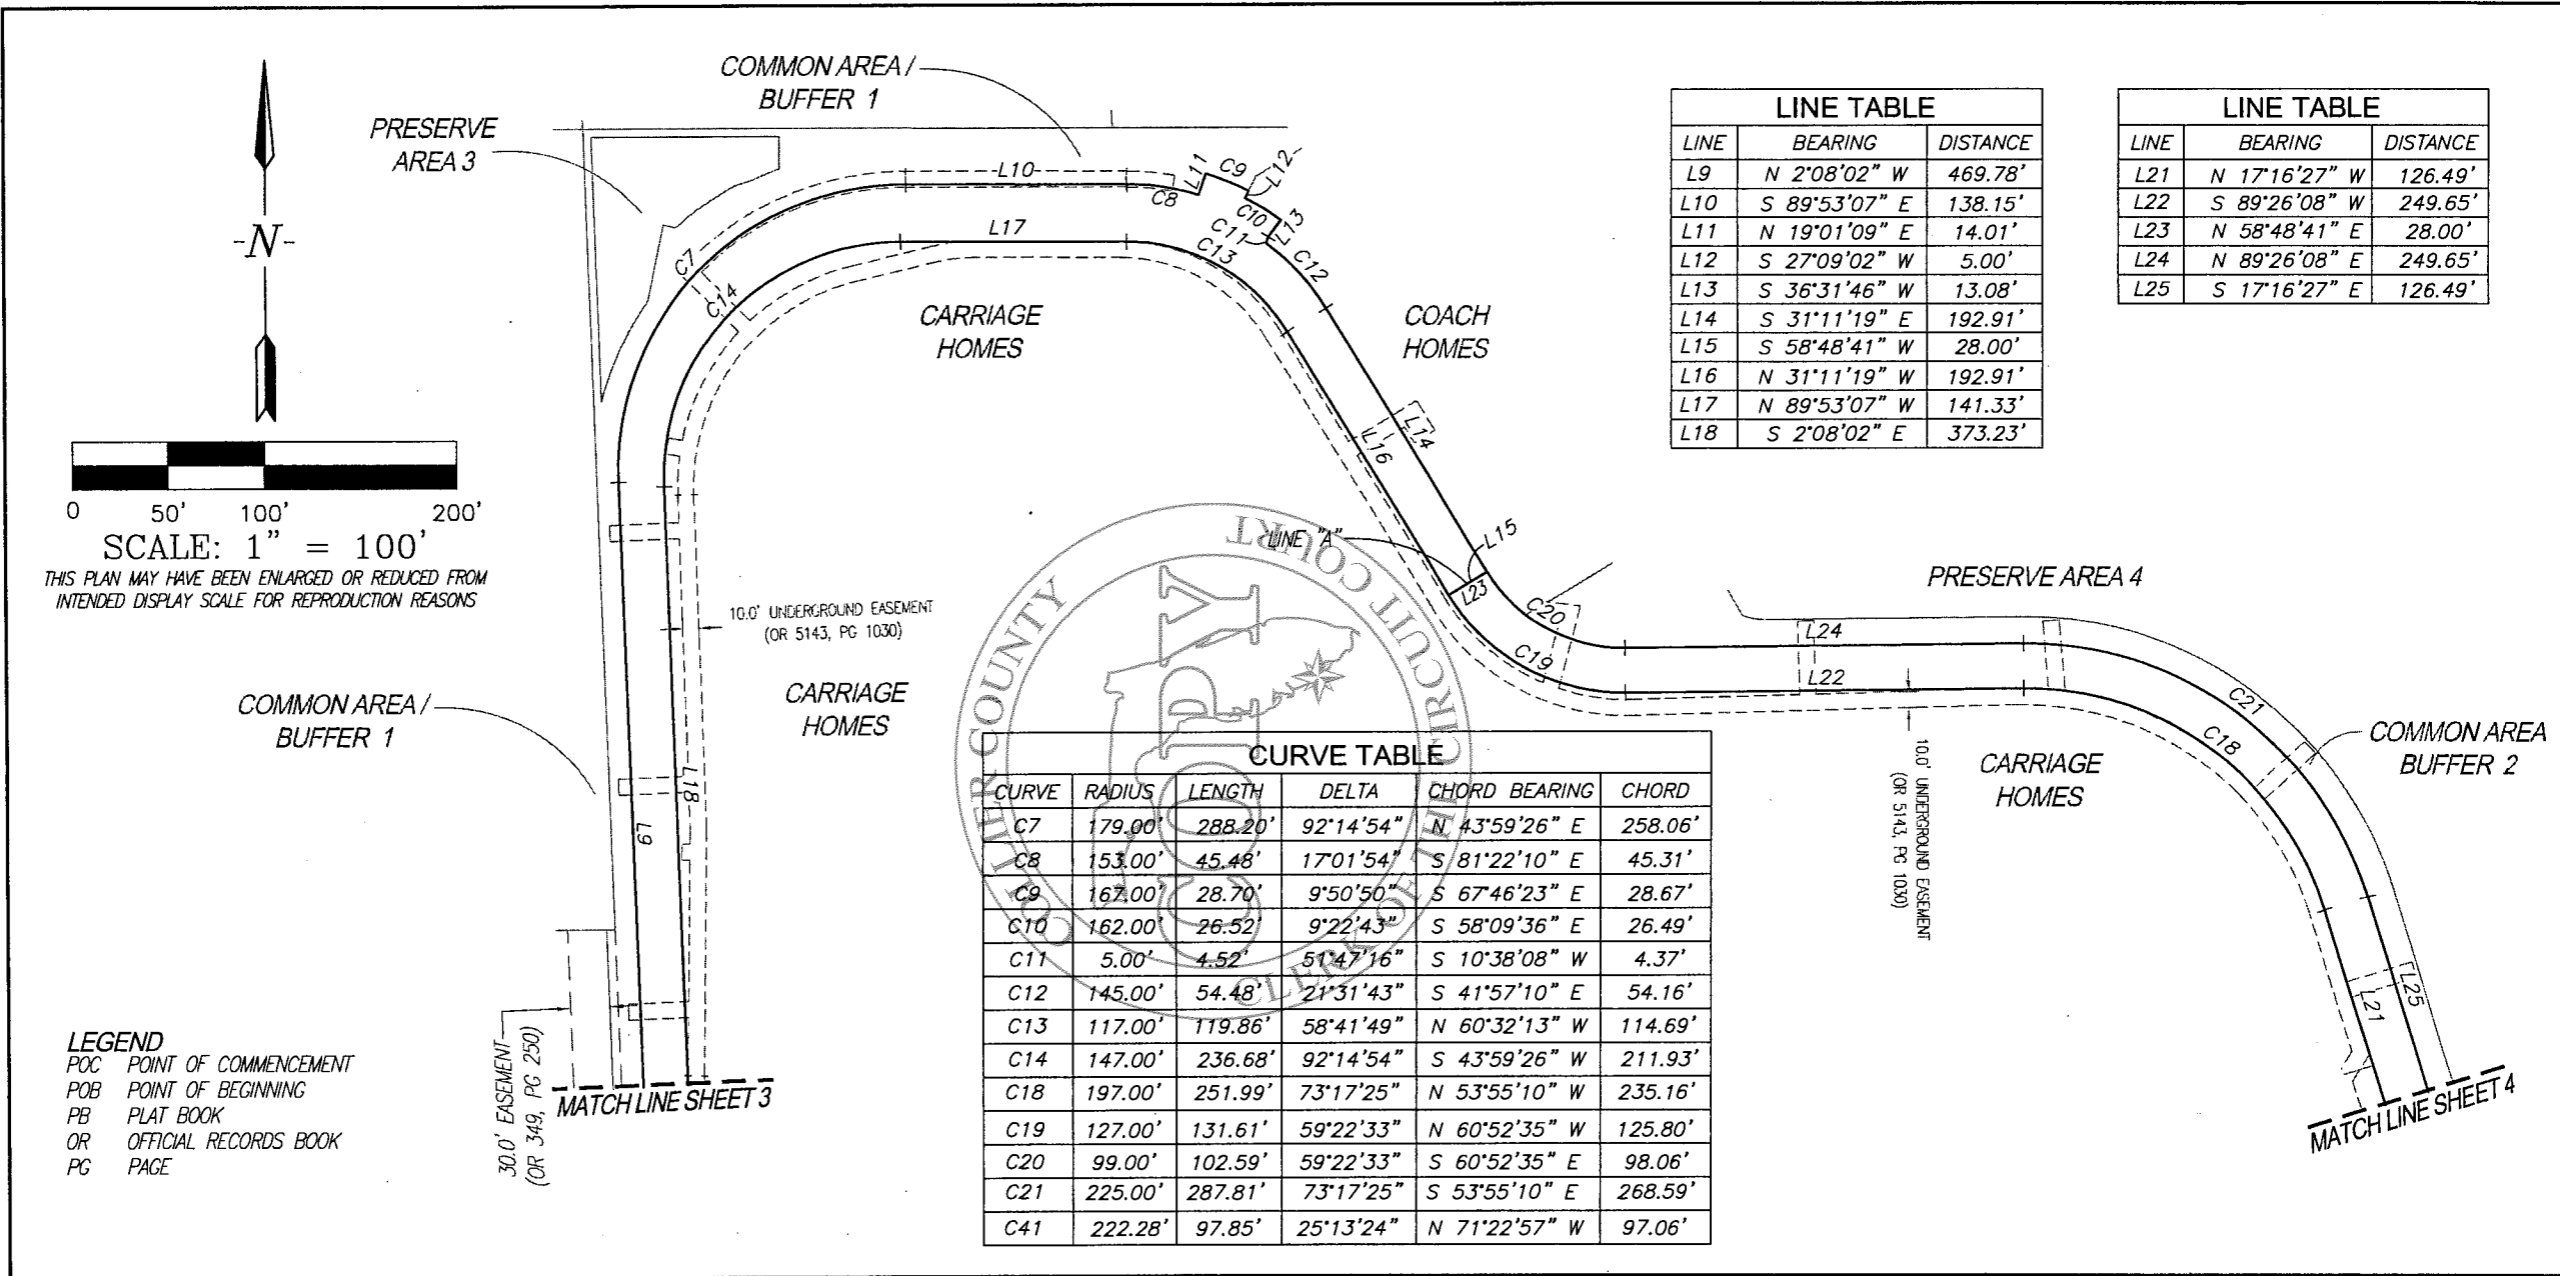 COMMON AREA /
BUFFER 1
PRESERVE
AREA 3
-N-
0 50' 100' 200'
SCALE: 1" = 100'
THIS PLAN MAY HAVE BEEN ENLARGED OR REDUCED FROM
INTENDED DISPLAY SCALE FOR REPRODUCTION REASONS
L10
L11
C9
L12
C8
C10
C11
L13
C12
C13
L17
C7
C14
CARRIAGE
HOMES
COACH
HOMES
L14
L16
LINE "A"
L15
L23
C20
C19
PRESERVE AREA 4
L24
L22
C21
C18
COMMON AREA
BUFFER 2
CARRIAGE
HOMES
10.0' UNDERGROUND EASEMENT
(OR 5143, PG 1030)
L25
L21
MATCH LINE SHEET 4
10.0' UNDERGROUND EASEMENT
(OR 5143, PG 1030)
CARRIAGE
HOMES
COMMON AREA /
BUFFER 1
L18
L9
30.0' EASEMENT
(OR 349, PG 250)
MATCH LINE SHEET 3
LEGEND
POC POINT OF COMMENCEMENT
POB POINT OF BEGINNING
PB PLAT BOOK
OR OFFICIAL RECORDS BOOK
PG PAGE
LINE TABLE
LINE BEARING DISTANCE
L9 N 2°08'02" W 469.78'
L10 S 89°53'07" E 138.15'
L11 N 19°01'09" E 14.01'
L12 S 27°09'02" W 5.00'
L13 S 36°31'46" W 13.08'
L14 S 31°11'19" E 192.91'
L15 S 58°48'41" W 28.00'
L16 N 31°11'19" W 192.91'
L17 N 89°53'07" W 141.33'
L18 S 2°08'02" E 373.23'
LINE TABLE
LINE BEARING DISTANCE
L21 N 17°16'27" W 126.49'
L22 S 89°26'08" W 249.65'
L23 N 58°48'41" E 28.00'
L24 N 89°26'08" E 249.65'
L25 S 17°16'27" E 126.49'
CURVE TABLE
CURVE RADIUS LENGTH DELTA CHORD BEARING CHORD
C7 179.00' 288.20' 92°14'54" N 43°59'26" E 258.06'
C8 153.00' 45.48' 17°01'54" S 81°22'10" E 45.31'
C9 167.00' 28.70' 9°50'50" S 67°46'23" E 28.67'
C10 162.00' 26.52' 9°22'43" S 58°09'36" E 26.49'
C11 5.00' 4.52' 51°47'16" S 10°38'08" W 4.37'
C12 145.00' 54.48' 21°31'43" S 41°57'10" E 54.16'
C13 117.00' 119.86' 58°41'49" N 60°32'13" W 114.69'
C14 147.00' 236.68' 92°14'54" S 43°59'26" W 211.93'
C18 197.00' 251.99' 73°17'25" N 53°55'10" W 235.16'
C19 127.00' 131.61' 59°22'33" N 60°52'35" W 125.80'
C20 99.00' 102.59' 59°22'33" S 60°52'35" E 98.06'
C21 225.00' 287.81' 73°17'25" S 53°55'10" E 268.59'
C41 222.28' 97.85' 25°13'24" N 71°22'57" W 97.06'
COLLIER COUNTY
CLERK OF THE CIRCUIT COURT
COPY